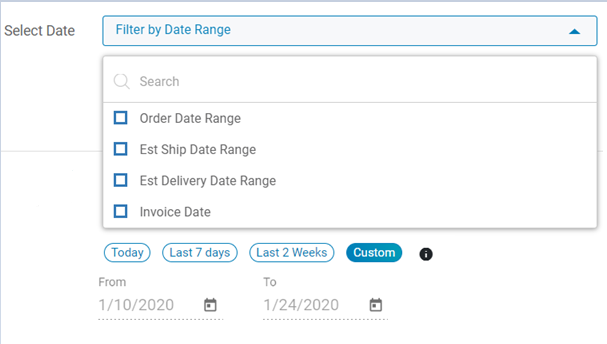 Select Date Filter by Date Range
Search
Order Date Range
Est Ship Date Range
Est Delivery Date Range
Invoice Date
Today Last 7 days Last 2 Weeks Custom i
From To
1/10/2020 1/24/2020